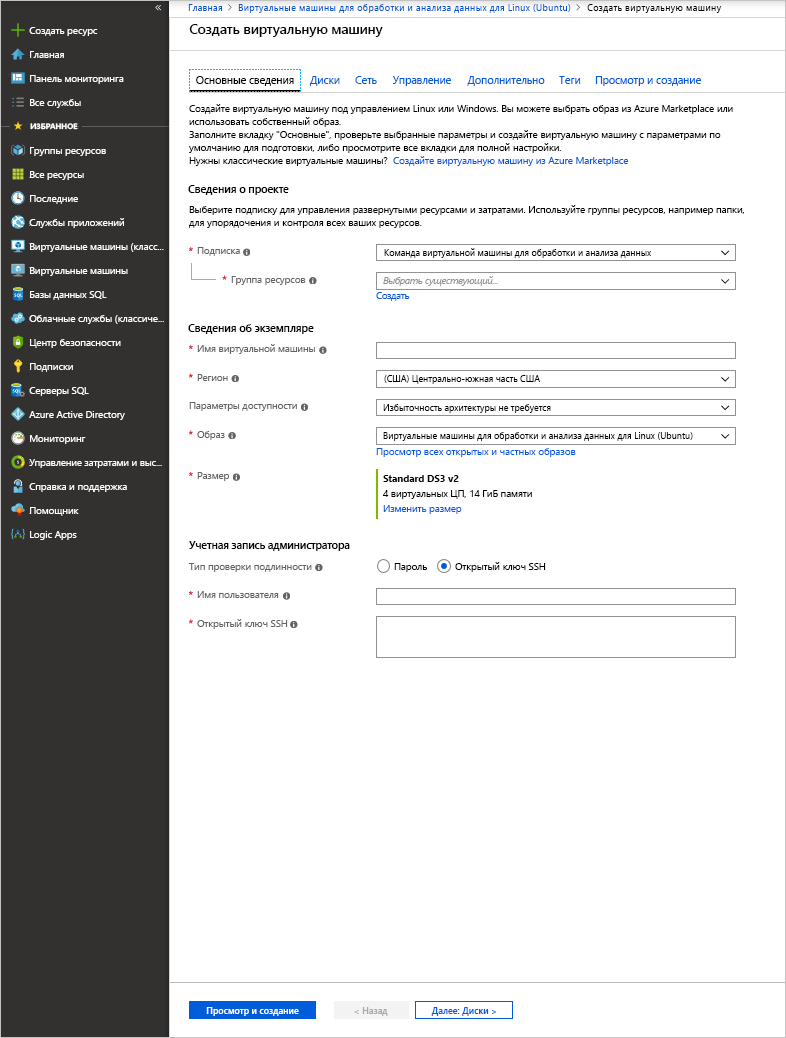 «
Создать ресурс
Главная
Панель мониторинга
Все службы
ИЗБРАННОЕ
Группы ресурсов
Все ресурсы
Последние
Службы приложений
Виртуальные машины (класс...
Виртуальные машины
Базы данных SQL
Облачные службы (классиче...
Центр безопасности
Подписки
Серверы SQL
Azure Active Directory
Мониторинг
Управление затратами и выс...
Справка и поддержка
Помощник
Logic Apps
Главная > Виртуальные машины для обработки и анализа данных для Linux (Ubuntu) > Создать виртуальную машину
Создать виртуальную машину
Основные сведения Диски Сеть Управление Дополнительно Теги Просмотр и создание
Создайте виртуальную машину под управлением Linux или Windows. Вы можете выбрать образ из Azure Marketplace или
использовать собственный образ.
Заполните вкладку "Основные", проверьте выбранные параметры и создайте виртуальную машину с параметрами по
умолчанию для подготовки, либо просмотрите все вкладки для полной настройки.
Нужны классические виртуальные машины? Создайте виртуальную машину из Azure Marketplace
Сведения о проекте
Выберите подписку для управления развернутыми ресурсами и затратами. Используйте группы ресурсов, например папки,
для упорядочения и контроля всех ваших ресурсов.
* Подписка Команда виртуальной машины для обработки и анализа данных
* Группа ресурсов Выбрать существующий...
Создать
Сведения об экземпляре
* Имя виртуальной машины
* Регион (США) Центрально-южная часть США
Параметры доступности Избыточность архитектуры не требуется
* Образ Виртуальные машины для обработки и анализа данных для Linux (Ubuntu)
Просмотр всех открытых и частных образов
* Размер Standard DS3 v2
4 виртуальных ЦП, 14 ГиБ памяти
Изменить размер
Учетная запись администратора
Тип проверки подлинности Пароль Открытый ключ SSH
* Имя пользователя
* Открытый ключ SSH
Просмотр и создание < Назад Далее: Диски >